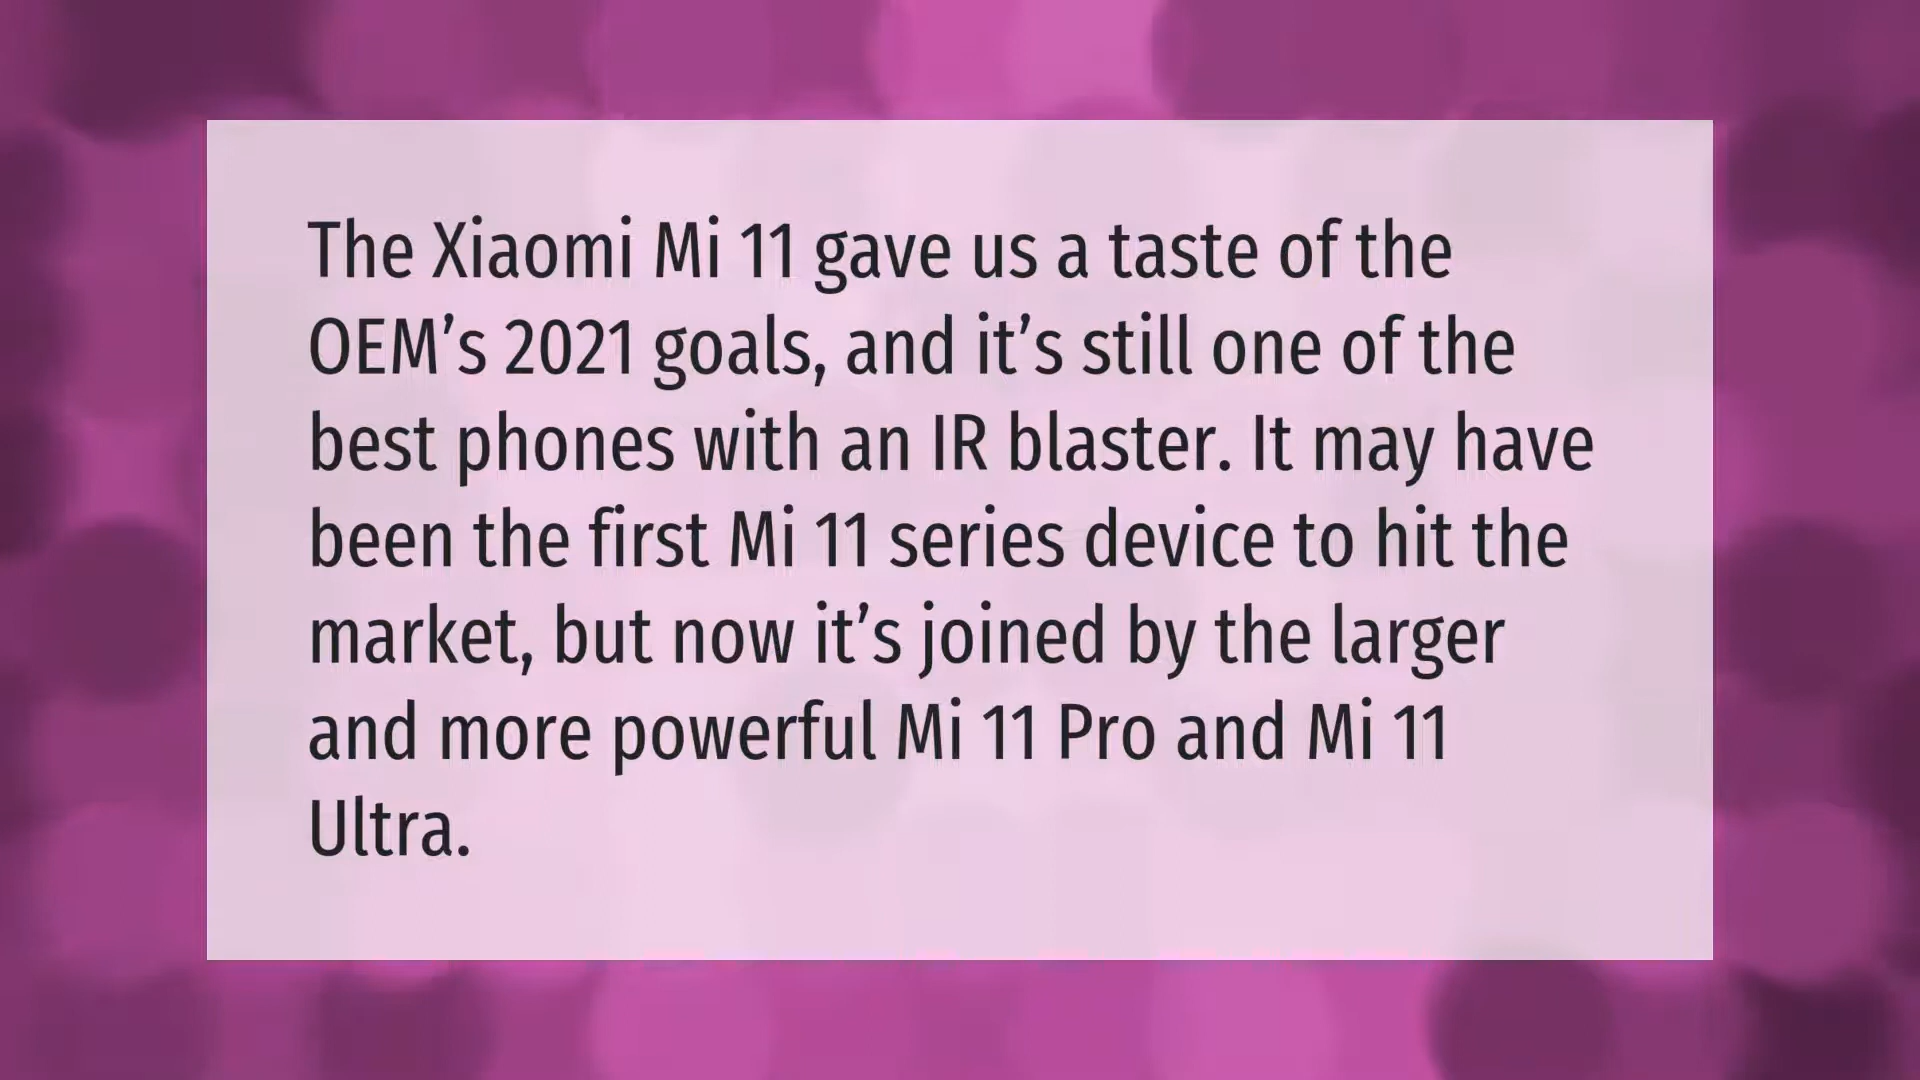 The Xiaomi Mi 11 gave us a taste of the
OEM’s 2021 goals, and it’s still one of the
best phones with an IR blaster. It may have
been the first Mi 11 series device to hit the
market, but now it’s joined by the larger
and more powerful Mi 11 Pro and Mi 11
Ultra.